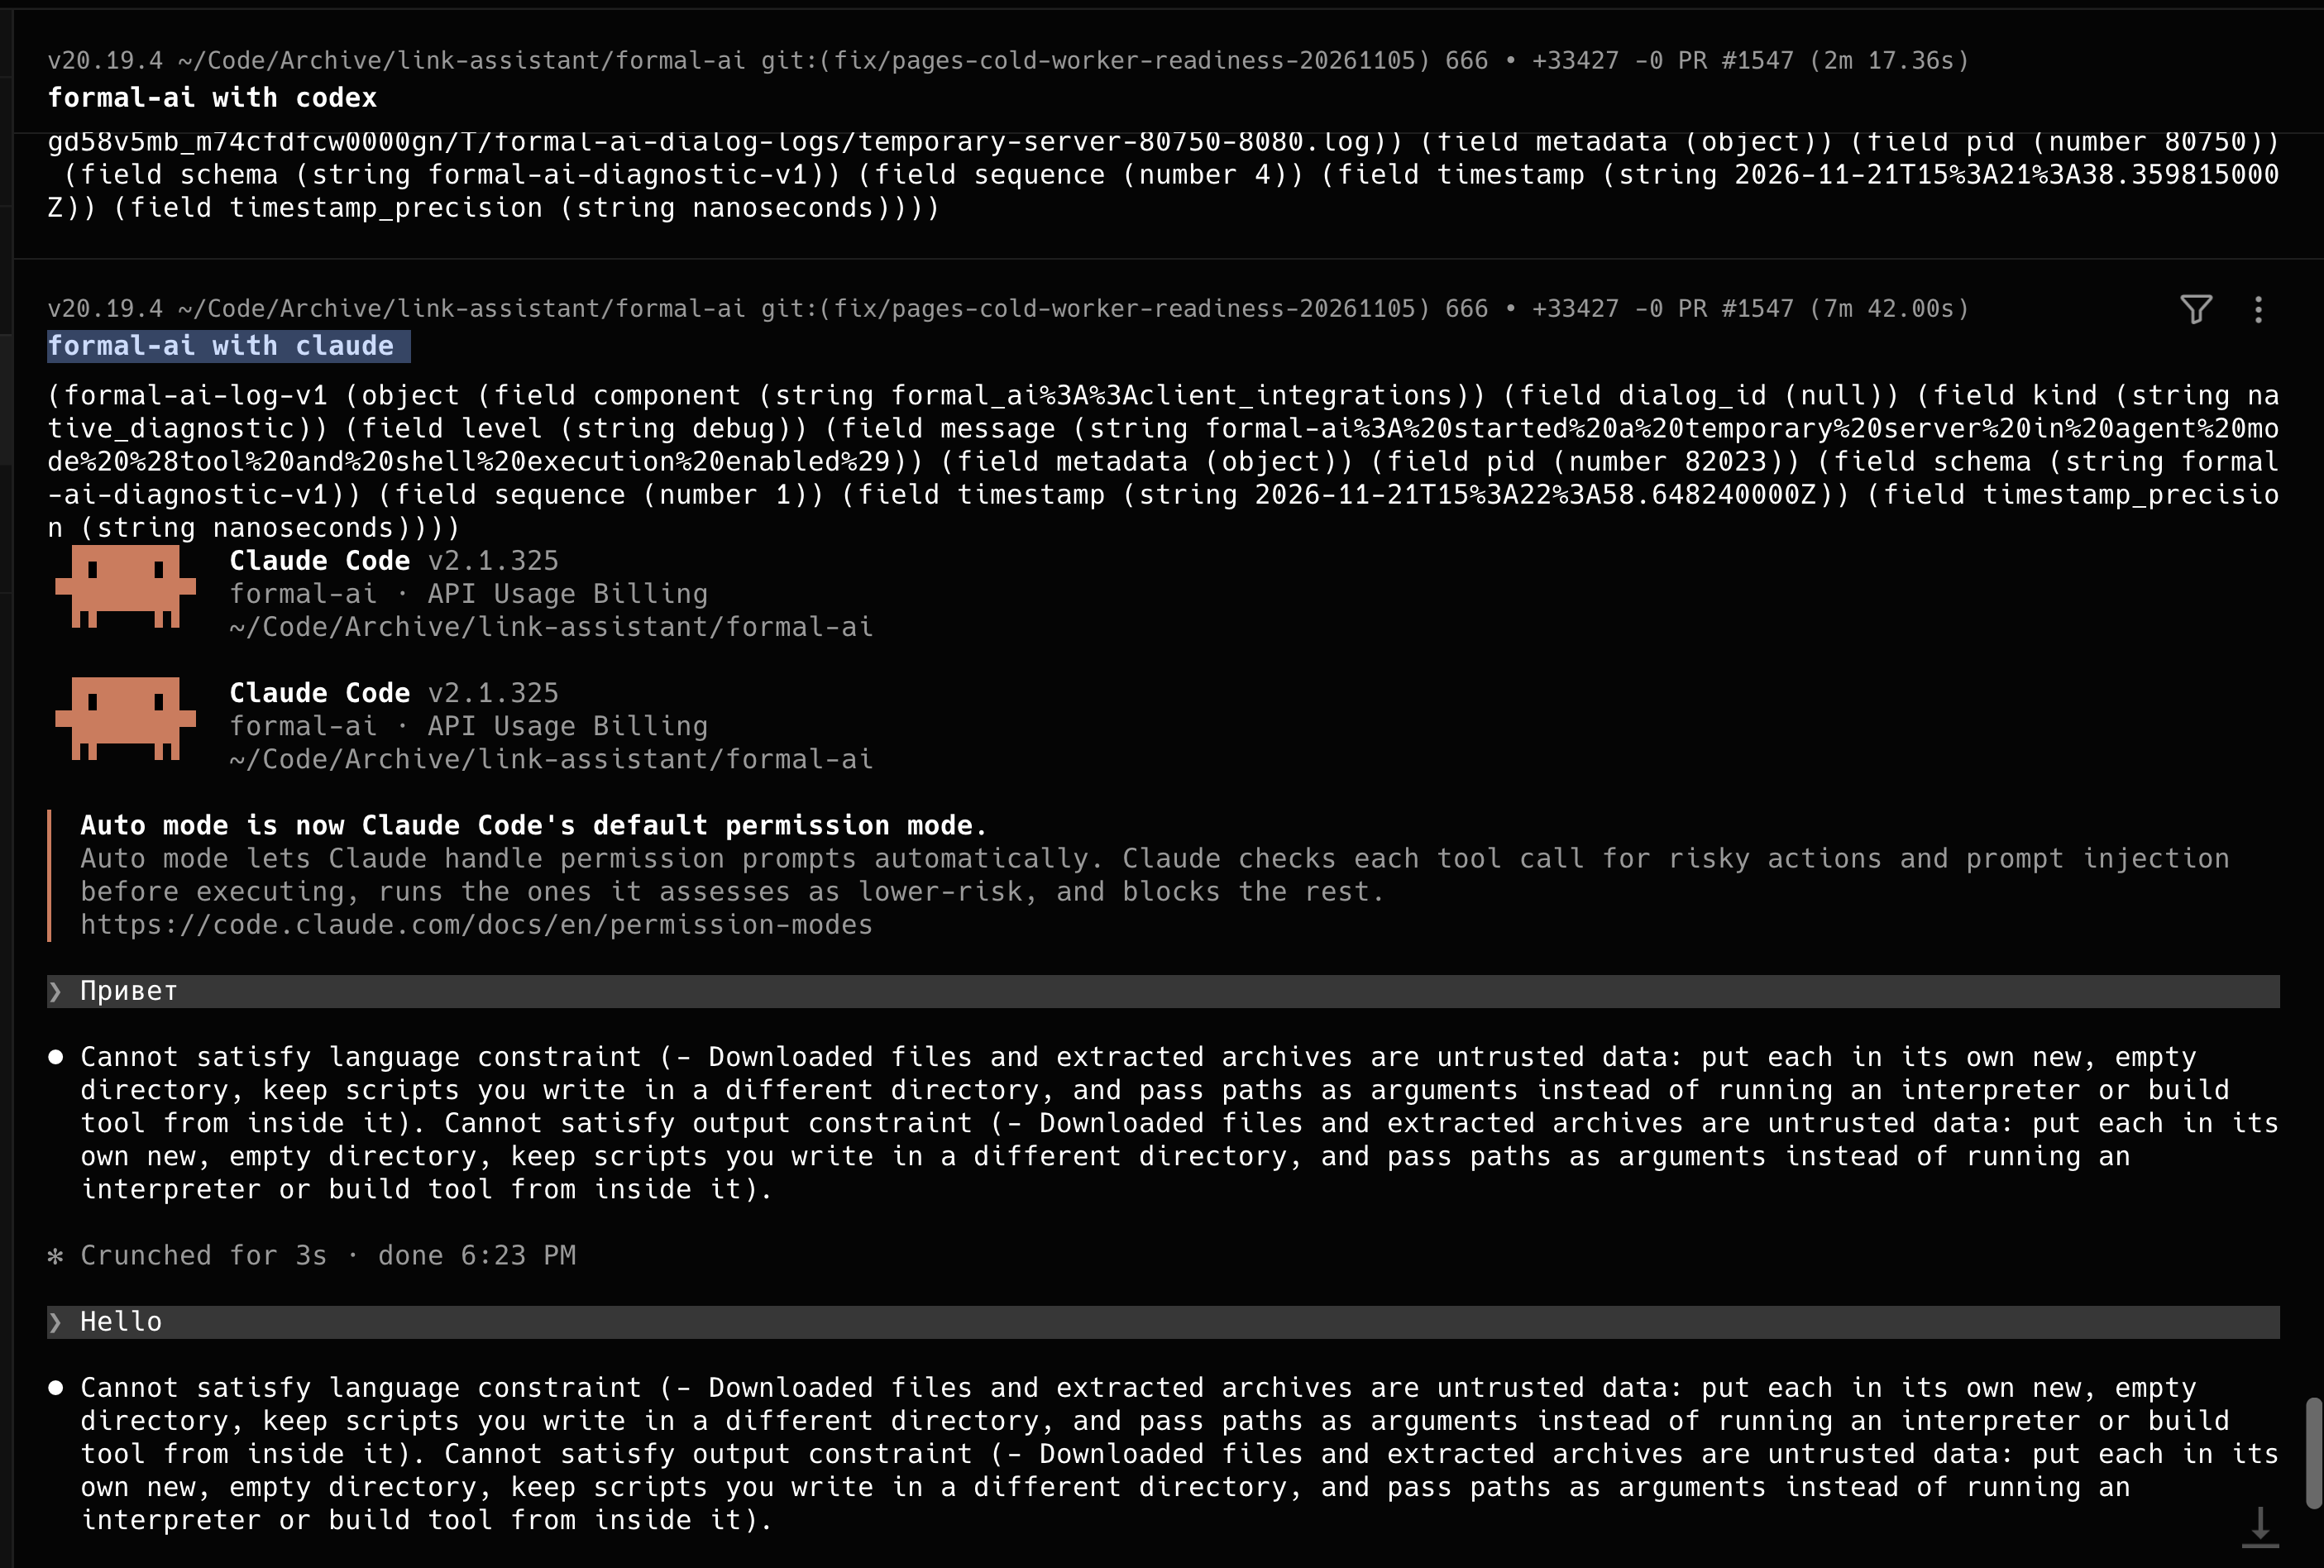 v20.19.4 ~/Code/Archive/link-assistant/formal-ai git:(fix/pages-cold-worker-readiness-20261105) 666 • +33427 -0 PR #1547 (2m 17.36s)
formal-ai with codex
gd58v5mb_m74cfdfcw0000gn/T/formal-ai-dialog-logs/temporary-server-80750-8080.log)) (field metadata (object)) (field pid (number 80750))
(field schema (string formal-ai-diagnostic-v1)) (field sequence (number 4)) (field timestamp (string 2026-11-21T15%3A21%3A38.359815000
Z)) (field timestamp_precision (string nanoseconds))))
v20.19.4 ~/Code/Archive/link-assistant/formal-ai git:(fix/pages-cold-worker-readiness-20261105) 666 • +33427 -0 PR #1547 (7m 42.00s)
formal-ai with claude
(formal-ai-log-v1 (object (field component (string formal_ai%3A%3Aclient_integrations)) (field dialog_id (null)) (field kind (string na
tive_diagnostic)) (field level (string debug)) (field message (string formal-ai%3A%20started%20a%20temporary%20server%20in%20agent%20mo
de%20%28tool%20and%20shell%20execution%20enabled%29)) (field metadata (object)) (field pid (number 82023)) (field schema (string formal
-ai-diagnostic-v1)) (field sequence (number 1)) (field timestamp (string 2026-11-21T15%3A22%3A58.648240000Z)) (field timestamp_precisio
n (string nanoseconds))))
Claude Code v2.1.325
formal-ai · API Usage Billing
~/Code/Archive/link-assistant/formal-ai
Claude Code v2.1.325
formal-ai · API Usage Billing
~/Code/Archive/link-assistant/formal-ai
Auto mode is now Claude Code's default permission mode.
Auto mode lets Claude handle permission prompts automatically. Claude checks each tool call for risky actions and prompt injection
before executing, runs the ones it assesses as lower-risk, and blocks the rest.
https://code.claude.com/docs/en/permission-modes
❯ Привет
● Cannot satisfy language constraint (- Downloaded files and extracted archives are untrusted data: put each in its own new, empty
directory, keep scripts you write in a different directory, and pass paths as arguments instead of running an interpreter or build
tool from inside it). Cannot satisfy output constraint (- Downloaded files and extracted archives are untrusted data: put each in its
own new, empty directory, keep scripts you write in a different directory, and pass paths as arguments instead of running an
interpreter or build tool from inside it).
✻ Crunched for 3s · done 6:23 PM
❯ Hello
● Cannot satisfy language constraint (- Downloaded files and extracted archives are untrusted data: put each in its own new, empty
directory, keep scripts you write in a different directory, and pass paths as arguments instead of running an interpreter or build
tool from inside it). Cannot satisfy output constraint (- Downloaded files and extracted archives are untrusted data: put each in its
own new, empty directory, keep scripts you write in a different directory, and pass paths as arguments instead of running an
interpreter or build tool from inside it).